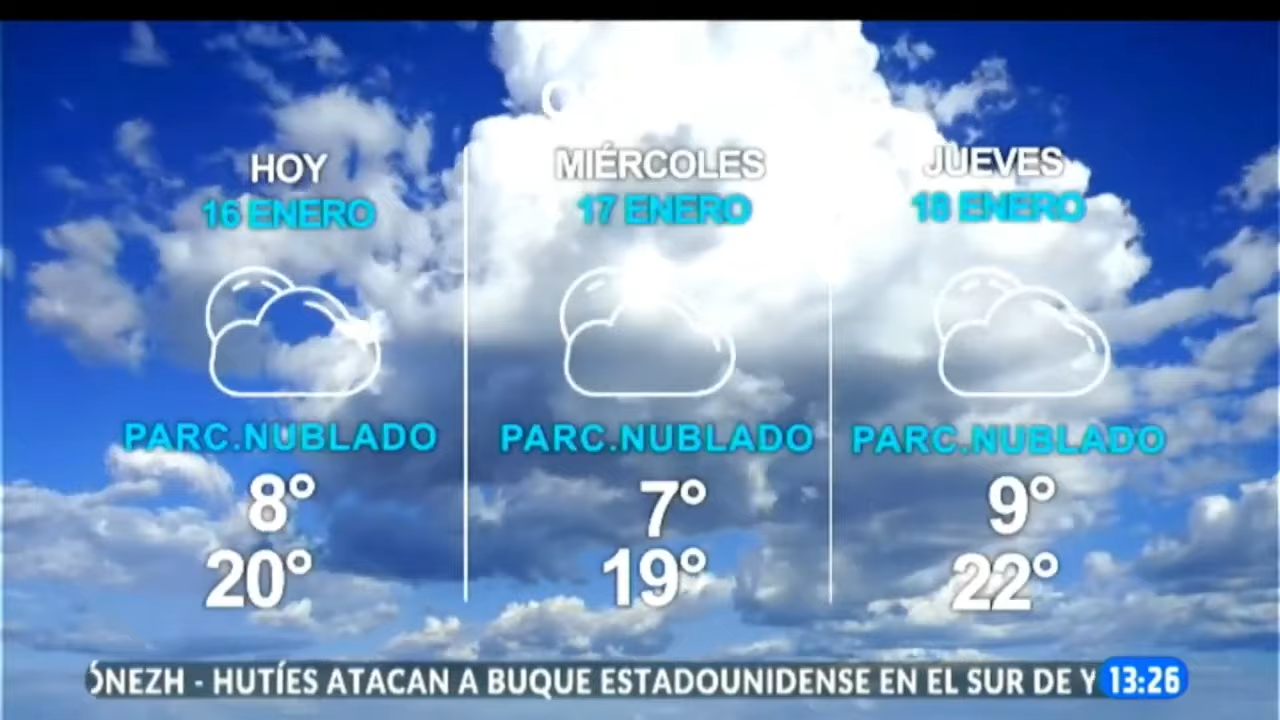 HOY
16 ENERO
PARC.NUBLADO
8°
20°
MIÉRCOLES
17 ENERO
PARC.NUBLADO
7°
19°
JUEVES
18 ENERO
PARC.NUBLADO
9°
22°
ÓNEZH - HUTÍES ATACAN A BUQUE ESTADOUNIDENSE EN EL SUR DE Y 13:26